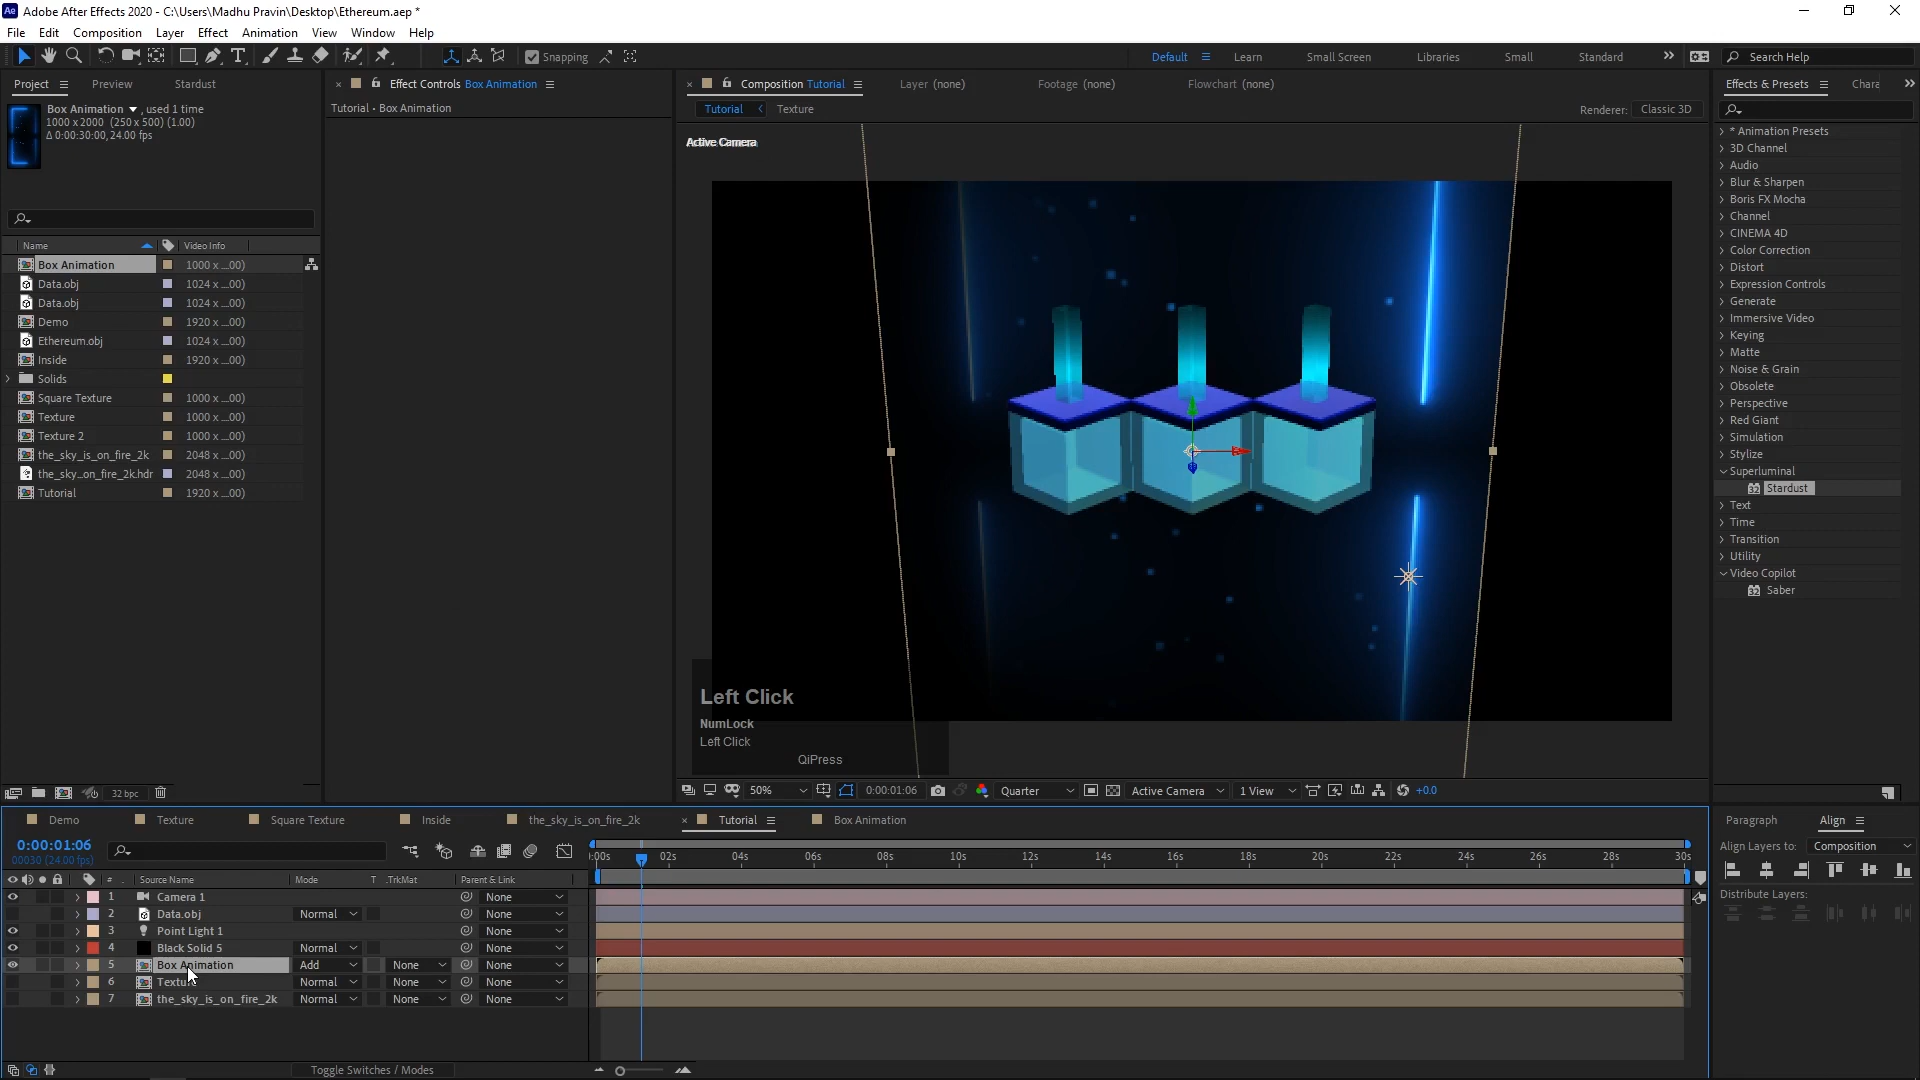 Adobe After Effects 2020 - C:\Users\Madhu Pravin\Desktop\Ethereum.aep *
File Edit Composition Layer Effect Animation View Window Help
Snapping
Default Learn Small Screen Libraries Small Standard Search Help
Project Preview Stardust
Box Animation , used 1 time
1000 x 2000 (250 x 500) (1.00)
Δ 0:00:30:00, 24.00 fps
Name Video Info
Box Animation 1000 x ...00)
Data.obj 1024 x ...00)
Data.obj 1024 x ...00)
Demo 1920 x ...00)
Ethereum.obj 1024 x ...00)
Inside 1920 x ...00)
Solids
Square Texture 1000 x ...00)
Texture 1000 x ...00)
Texture 2 1000 x ...00)
the_sky_is_on_fire_2k 2048 x ...00)
the_sky_on_fire_2k.hdr 2048 x ...00)
Tutorial 1920 x ...00)
32 bpc
Effect Controls Box Animation
Tutorial • Box Animation
Composition Tutorial Layer (none) Footage (none) Flowchart (none)
Tutorial Texture Renderer: Classic 3D
Active Camera
Left Click
NumLock
Left Click
QiPress
50% 0:00:01:06 Quarter Active Camera 1 View +0.0
Effects & Presets Chara
* Animation Presets
3D Channel
Audio
Blur & Sharpen
Boris FX Mocha
Channel
CINEMA 4D
Color Correction
Distort
Expression Controls
Generate
Immersive Video
Keying
Matte
Noise & Grain
Obsolete
Perspective
Red Giant
Simulation
Stylize
Superluminal
32 Stardust
Text
Time
Transition
Utility
Video Copilot
32 Saber
Demo Texture Square Texture Inside the_sky_is_on_fire_2k Tutorial Box Animation
0:00:01:06
00030 (24.00 fps)
# Source Name Mode T .TrkMat Parent & Link
:00s 02s 04s 06s 08s 10s 12s 14s 16s 18s 20s 22s 24s 26s 28s 30s
1 Camera 1 None
2 Data.obj Normal None
3 Point Light 1 None
4 Black Solid 5 Normal None
5 Box Animation Add None None
6 Textu Normal None None
7 the_sky_is_on_fire_2k Normal None None
Toggle Switches / Modes
Paragraph Align
Align Layers to: Composition
Distribute Layers: